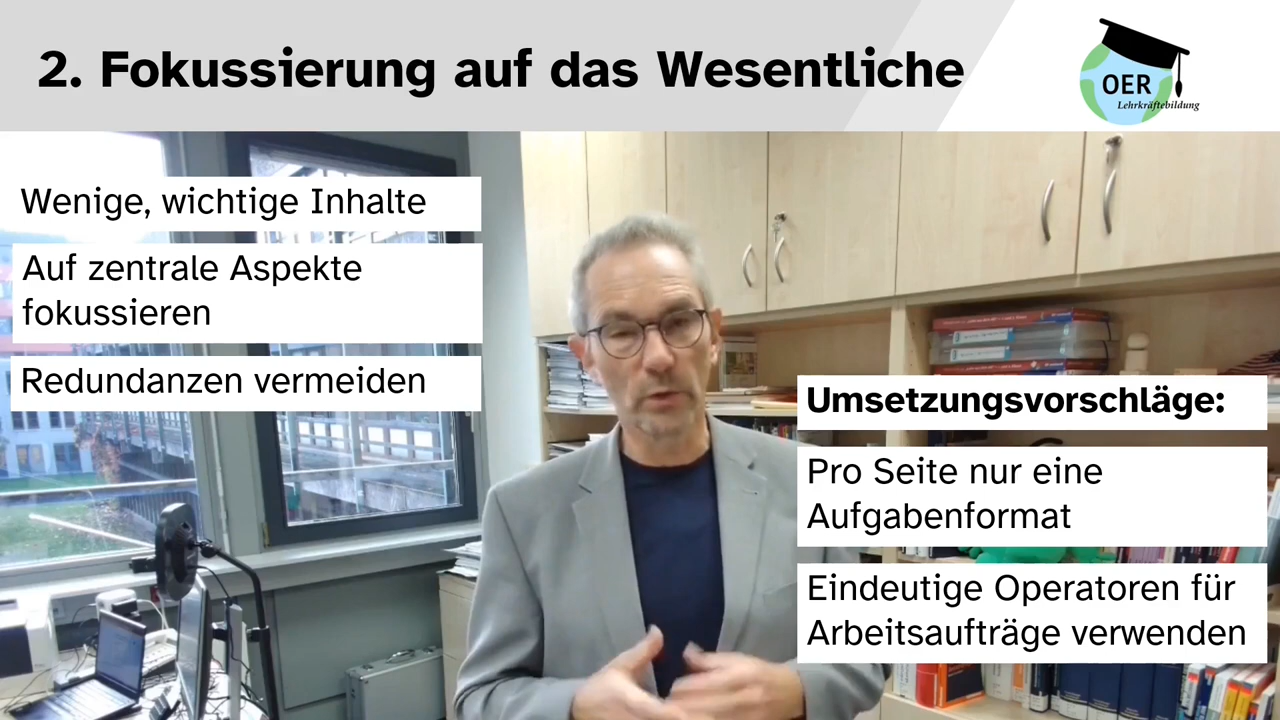 2. Fokussierung auf das Wesentliche
OER
Lehrkräftebildung
Wenige, wichtige Inhalte
Auf zentrale Aspekte
fokussieren
Redundanzen vermeiden
Umsetzungsvorschläge:
Pro Seite nur eine
Aufgabenformat
Eindeutige Operatoren für
Arbeitsaufträge verwenden